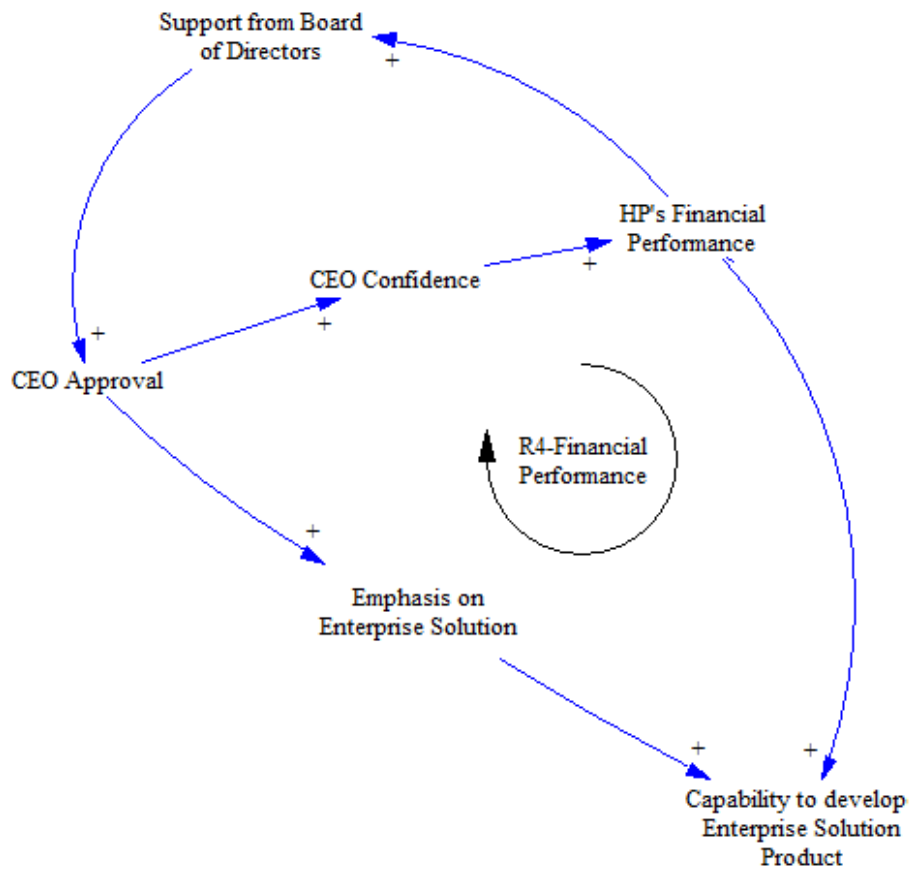 Support from Board
of Directors
+
HP's Financial
Performance
+
CEO Confidence
+
+
CEO Approval
R4-Financial
Performance
+
Emphasis on
Enterprise Solution
+
+
Capability to develop
Enterprise Solution
Product